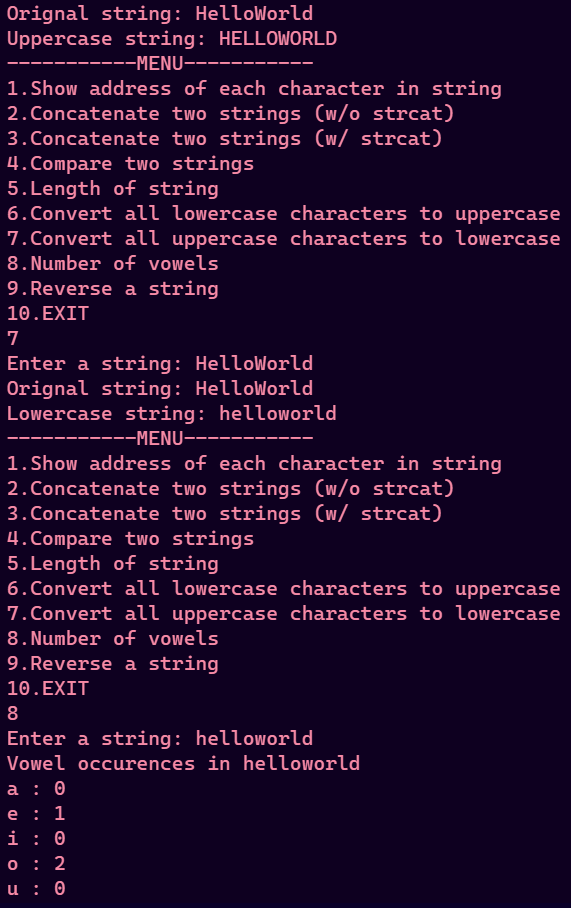 Orignal string: HelloWorld
Uppercase string: HELLOWORLD
-----------MENU-----------
1.Show address of each character in string
2.Concatenate two strings (w/o strcat)
3.Concatenate two strings (w/ strcat)
4.Compare two strings
5.Length of string
6.Convert all lowercase characters to uppercase
7.Convert all uppercase characters to lowercase
8.Number of vowels
9.Reverse a string
10.EXIT
7
Enter a string: HelloWorld
Orignal string: HelloWorld
Lowercase string: helloworld
-----------MENU-----------
1.Show address of each character in string
2.Concatenate two strings (w/o strcat)
3.Concatenate two strings (w/ strcat)
4.Compare two strings
5.Length of string
6.Convert all lowercase characters to uppercase
7.Convert all uppercase characters to lowercase
8.Number of vowels
9.Reverse a string
10.EXIT
8
Enter a string: helloworld
Vowel occurences in helloworld
a : 0
e : 1
i : 0
o : 2
u : 0